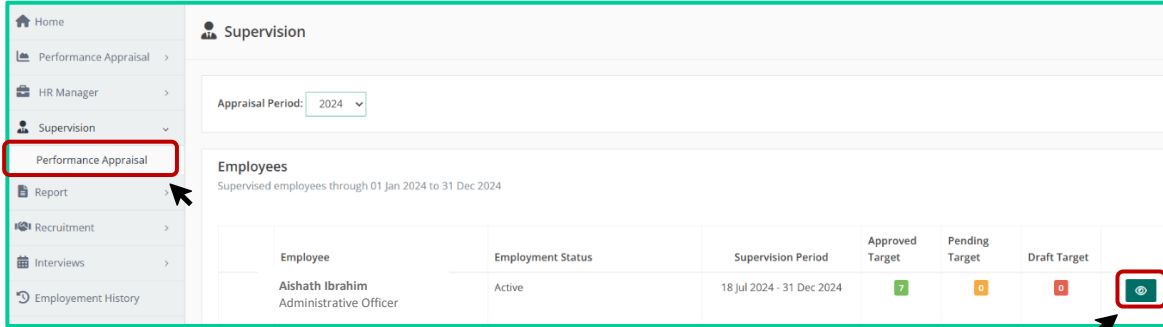 Home
Performance Appraisal
HR Manager
Supervision
Performance Appraisal
Report
Recruitment
Interviews
Employement History
Supervision
Appraisal Period: 2024
Employees
Supervised employees through 01 Jan 2024 to 31 Dec 2024
Employee Employment Status Supervision Period Approved Target Pending Target Draft Target
Aishath Ibrahim Active 18 Jul 2024 - 31 Dec 2024 7 0 0
Administrative Officer